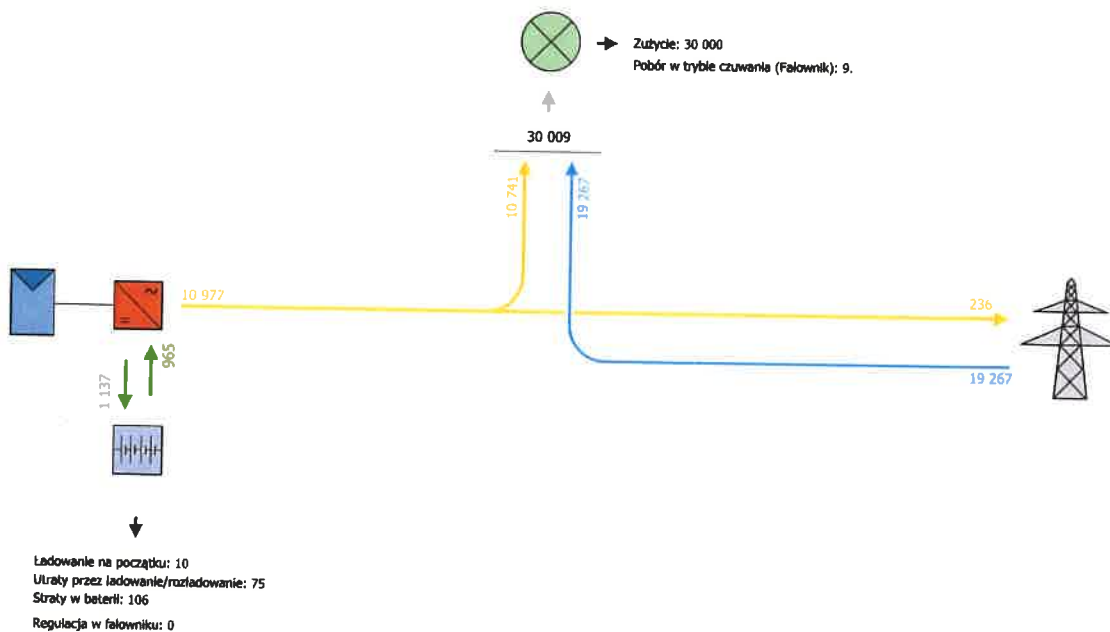 Zużycie: 30 000
Pobór w trybie czuwania (Falownik): 9.
30 009
10 741
19 267
10 977
236
19 267
1 137
965
Ładowanie na początku: 10
Utraty przez ładowanie/rozładowanie: 75
Straty w baterii: 106
Regulacja w falowniku: 0